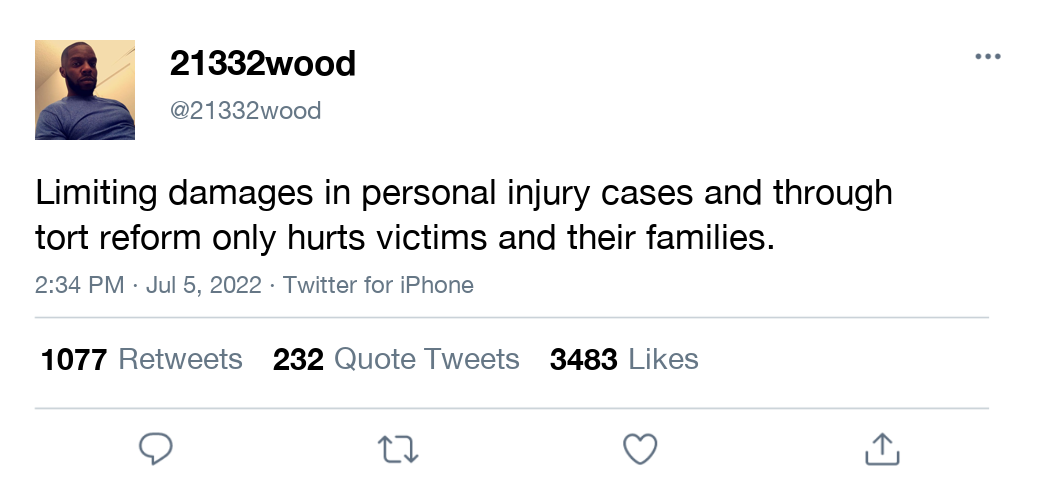 21332wood
@21332wood
Limiting damages in personal injury cases and through
tort reform only hurts victims and their families.
2:34 PM · Jul 5, 2022 · Twitter for iPhone
1077 Retweets 232 Quote Tweets 3483 Likes